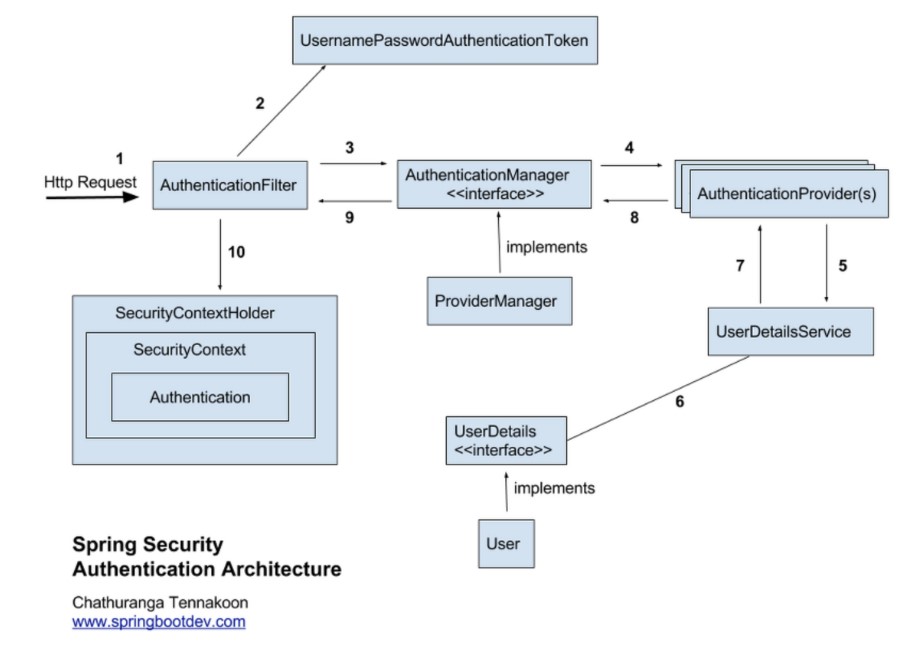 UsernamePasswordAuthenticationToken
2
1
Http Request
AuthenticationFilter
3
9
AuthenticationManager
<<interface>>
4
8
AuthenticationProvider(s)
10
implements
ProviderManager
7
5
UserDetailsService
SecurityContextHolder
SecurityContext
Authentication
6
UserDetails
<<interface>>
implements
User
Spring Security
Authentication Architecture
Chathuranga Tennakoon
www.springbootdev.com